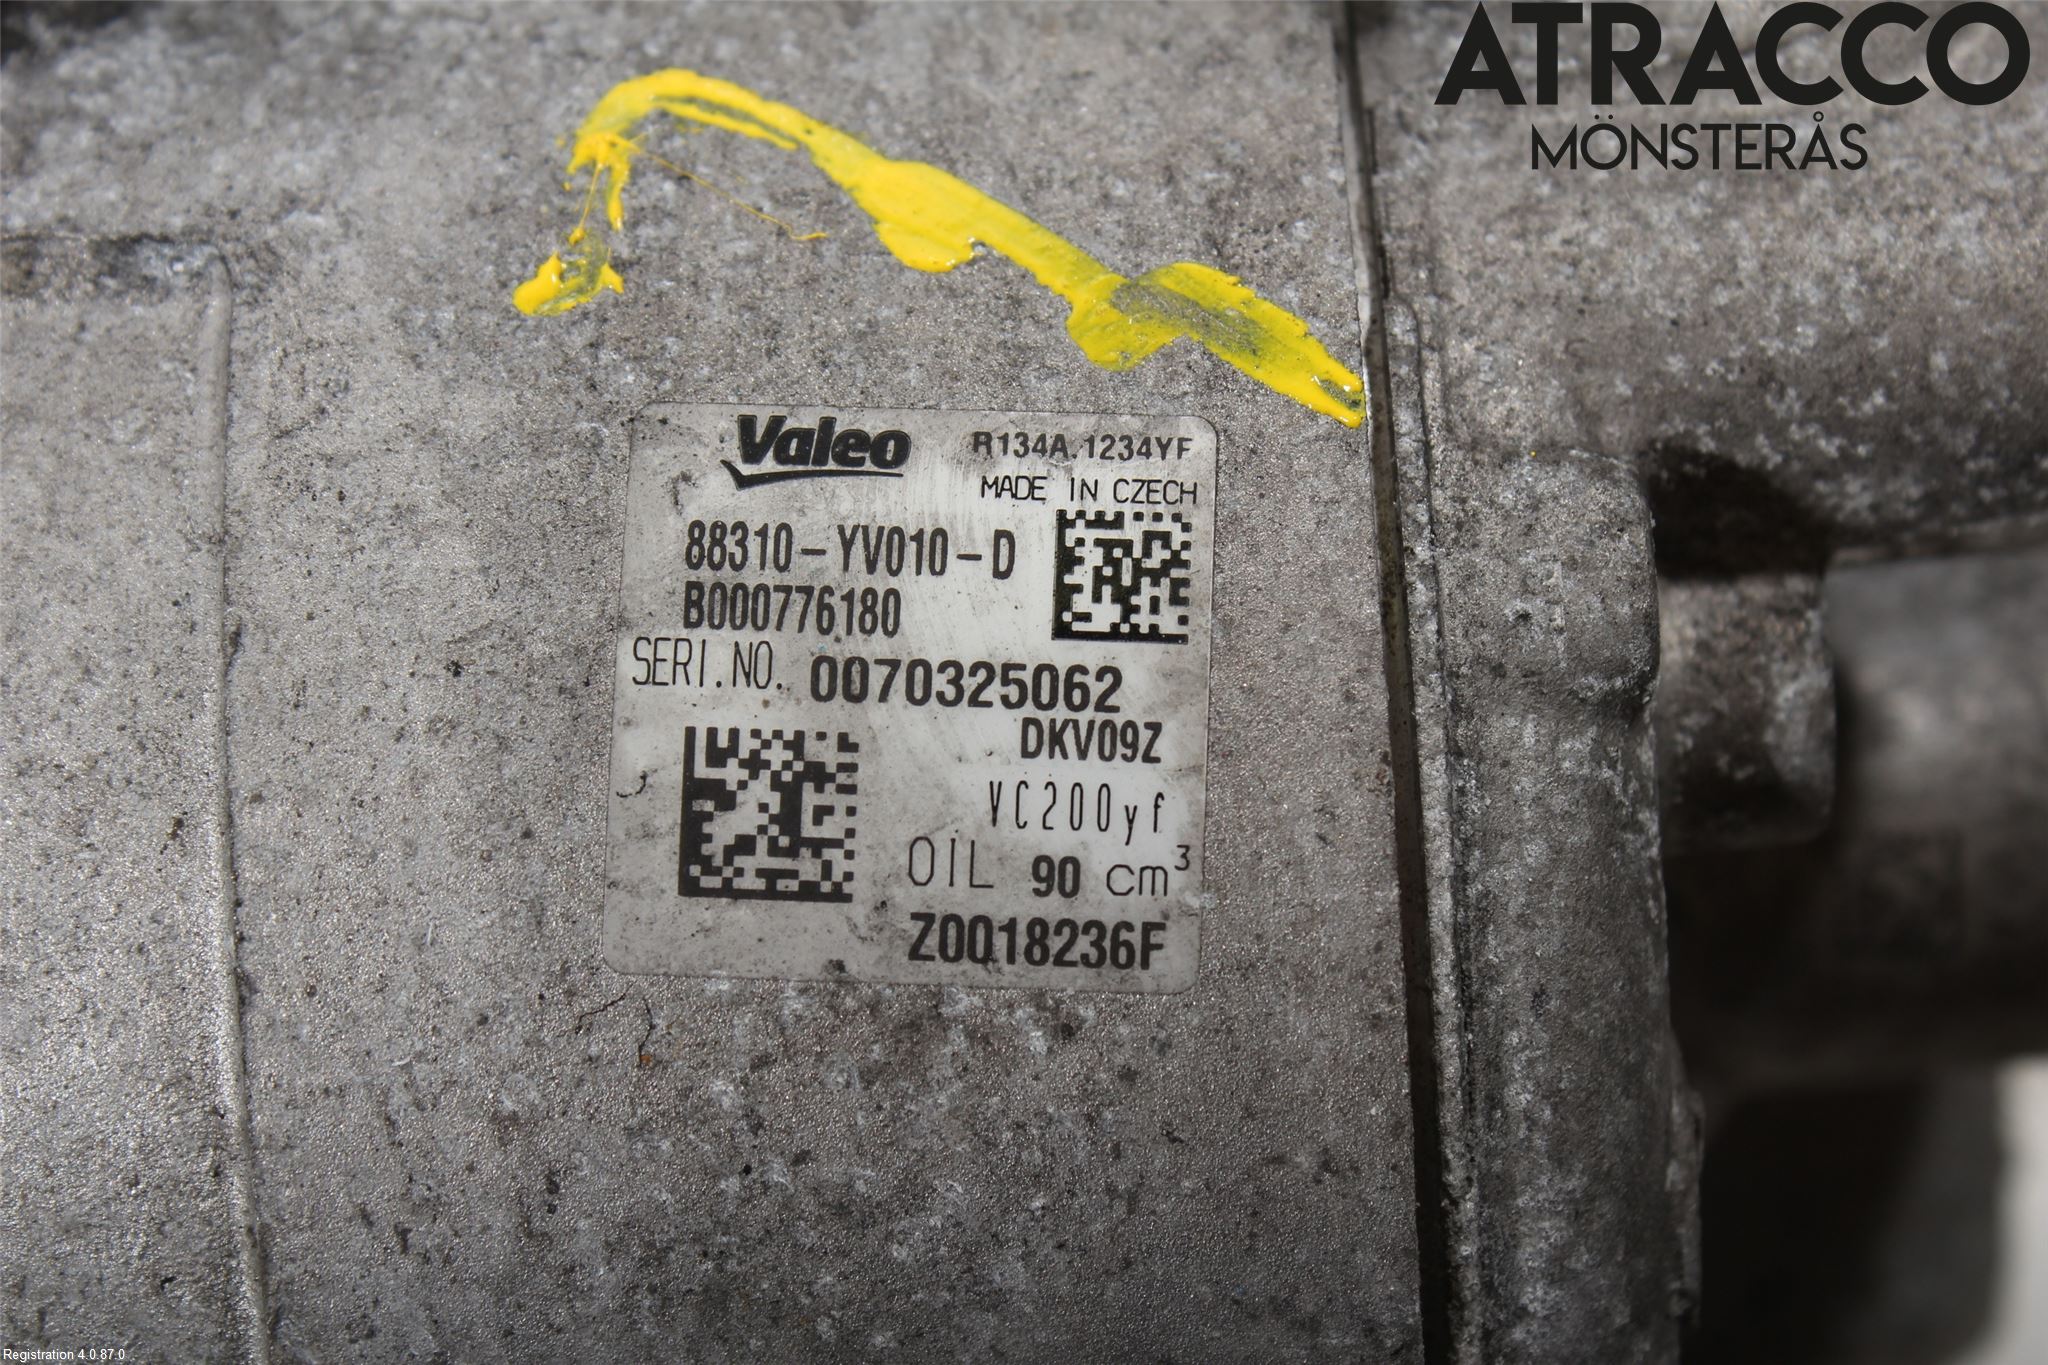 ATRACCO
MÖNSTERÅS
Valeo
R134A.1234YF
MADE IN CZECH
88310-YV010-D
B000776180
SERI.NO. 0070325062
DKV09Z
VC200yf
OIL 90 cm³
Z0018236F
Registration 4.0.87.0